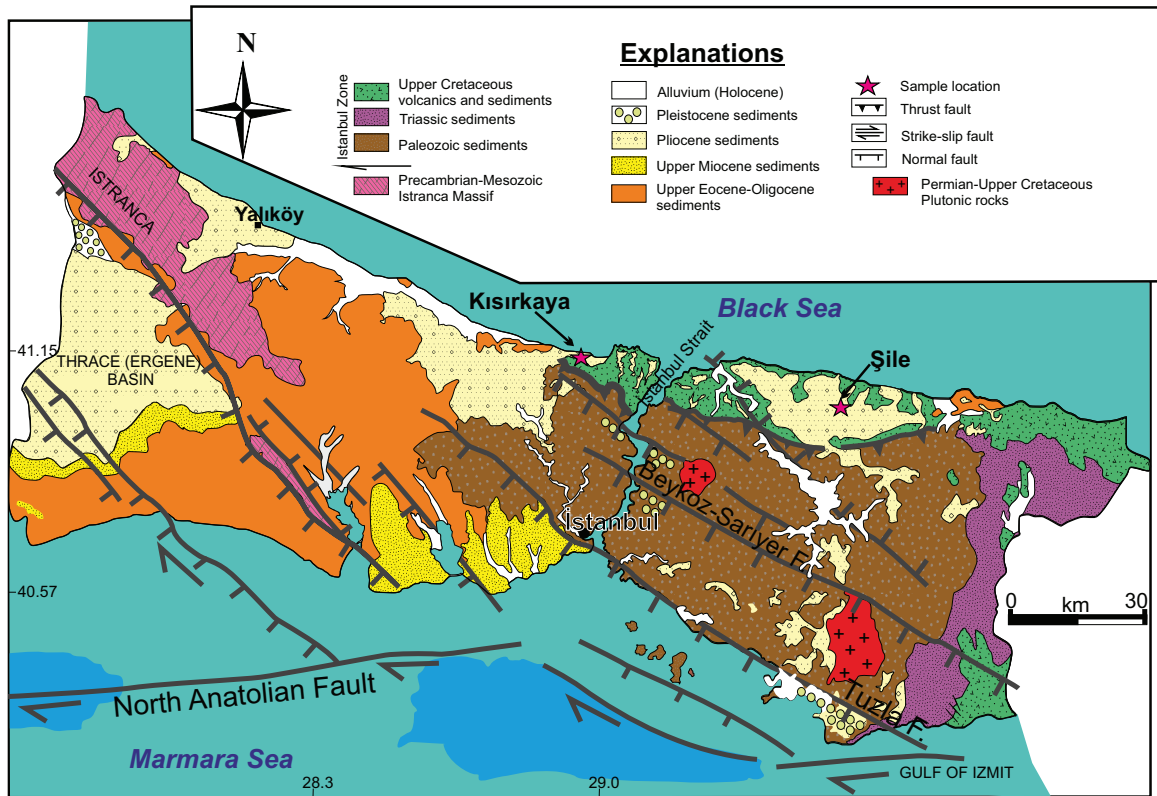 Explanations
N
Istanbul Zone
Upper Cretaceous
volcanics and sediments
Triassic sediments
Paleozoic sediments
Precambrian-Mesozoic
Istranca Massif
Alluvium (Holocene)
Pleistocene sediments
Pliocene sediments
Upper Miocene sediments
Upper Eocene-Oligocene
sediments
Sample location
Thrust fault
Strike-slip fault
Normal fault
Permian-Upper Cretaceous
Plutonic rocks
ISTRANCA
Yalıköy
Kısırkaya
Black Sea
41.15
THRACE (ERGENE)
BASIN
İstanbul Strait
Şile
Beykoz-Sarıyer F.
İstanbul
40.57
0 km 30
North Anatolian Fault
Tuzla F.
Marmara Sea
GULF OF IZMIT
28.3
29.0